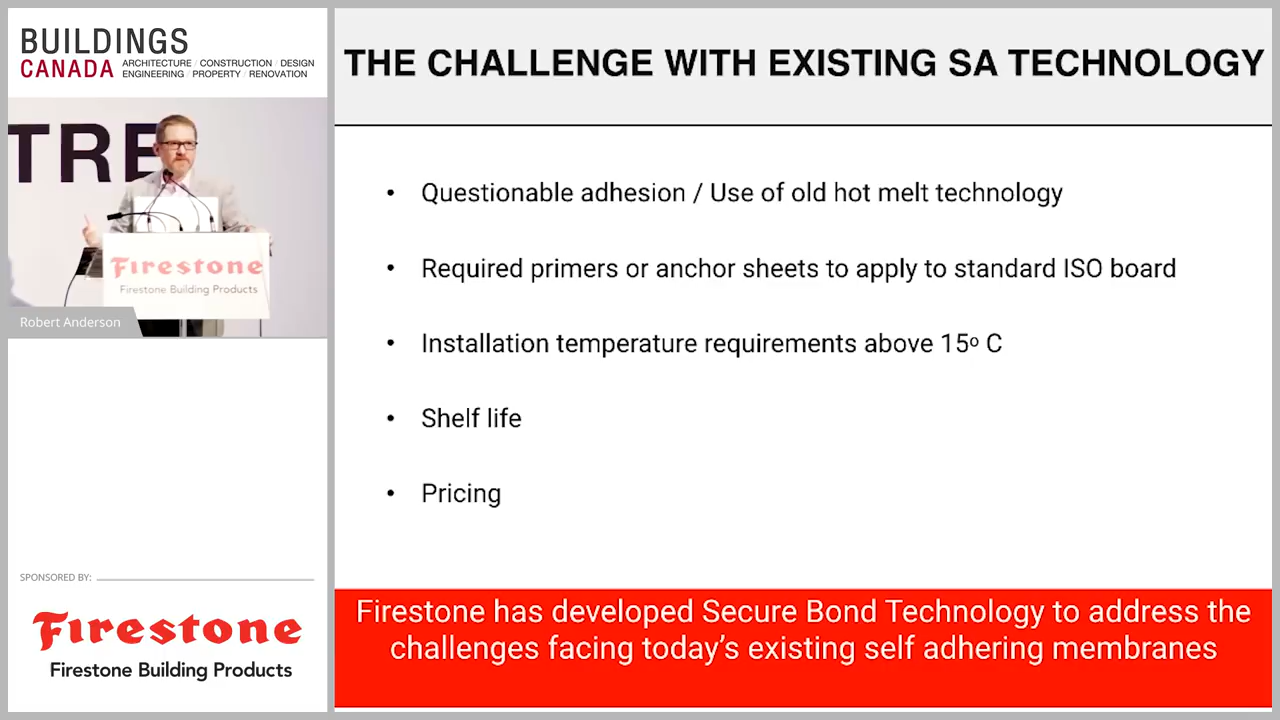 BUILDINGS
CANADA
ARCHITECTURE / CONSTRUCTION / DESIGN
ENGINEERING / PROPERTY / RENOVATION
TRE
Firestone
Firestone Building Products
Robert Anderson
SPONSORED BY:
Firestone
Firestone Building Products
THE CHALLENGE WITH EXISTING SA TECHNOLOGY
• Questionable adhesion / Use of old hot melt technology
• Required primers or anchor sheets to apply to standard ISO board
• Installation temperature requirements above 15º C
• Shelf life
• Pricing
Firestone has developed Secure Bond Technology to address the
challenges facing today’s existing self adhering membranes